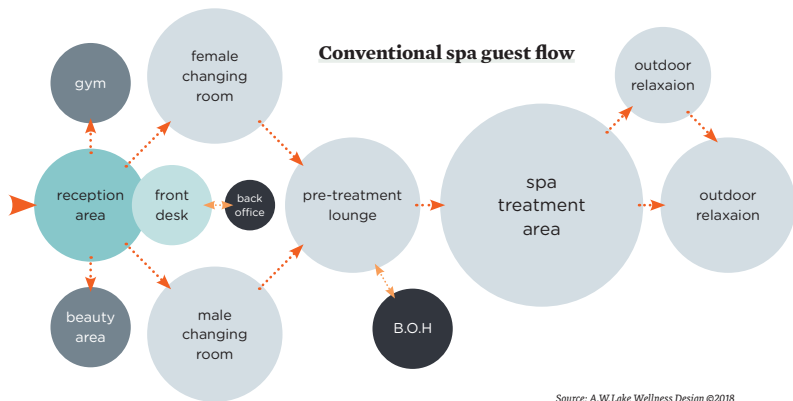 Conventional spa guest flow
female
changing
room
gym
outdoor
relaxaion
reception
area
front
desk
back
office
pre-treatment
lounge
spa
treatment
area
outdoor
relaxaion
beauty
area
male
changing
room
B.O.H
Source: A.W.Lake Wellness Design ©2018